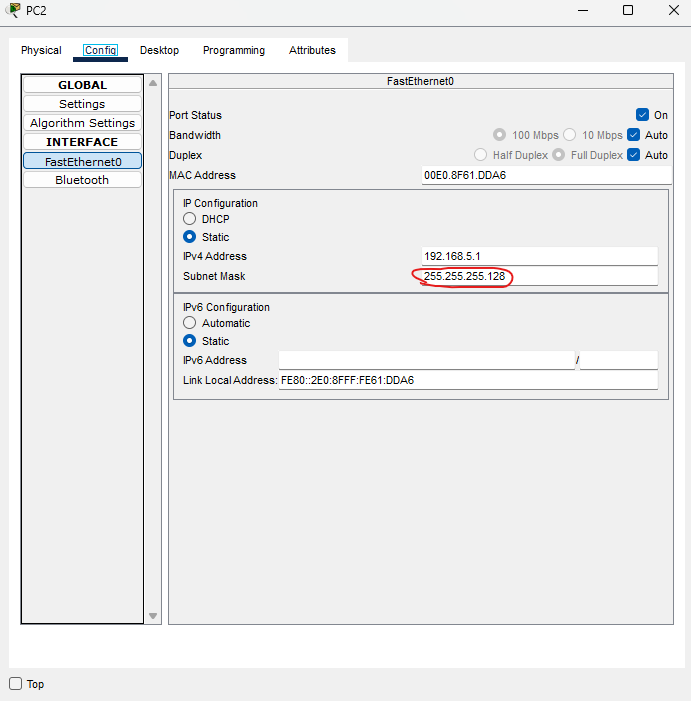 PC2
Physical Config Desktop Programming Attributes
GLOBAL
Settings
Algorithm Settings
INTERFACE
FastEthernet0
Bluetooth
FastEthernet0
Port Status On
Bandwidth 100 Mbps 10 Mbps Auto
Duplex Half Duplex Full Duplex Auto
MAC Address 00E0.8F61.DDA6
IP Configuration
DHCP
Static
IPv4 Address 192.168.5.1
Subnet Mask 255.255.255.128
IPv6 Configuration
Automatic
Static
IPv6 Address /
Link Local Address: FE80::2E0:8FFF:FE61:DDA6
Top